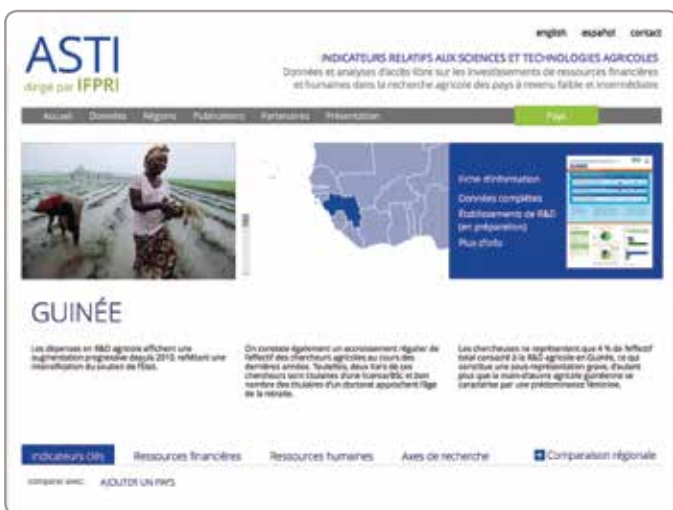 english español contact
ASTI
dirigé par IFPRI
INDICATEURS RELATIFS AUX SCIENCES ET TECHNOLOGIES AGRICOLES
Données et analyses d'accès libre sur les investissements de ressources financières
et humaines dans la recherche agricole des pays à revenu faible et intermédiaire
Accueil Données Régions Publications Partenaires Présentation Pays
Fiche d'information
Données complètes
Établissements de R&D
(en préparation)
Plus d'info
GUINÉE
Les dépenses en R&D agricole affichent une
augmentation progressive depuis 2010, reflétant une
intensification du soutien de l'État.
On constate également un accroissement régulier de
l'effectif des chercheurs agricoles au cours des
dernières années. Toutefois, deux tiers de ces
chercheurs sont titulaires d'une licence/BSc et bon
nombre des titulaires d'un doctorat approchent l'âge
de la retraite.
Les chercheuses ne représentent que 4 % de l'effectif
total consacré à la R&D agricole en Guinée, ce qui
constitue une sous-représentation grave, d'autant
plus que la main-d'œuvre agricole guinéenne se
caractérise par une prédominance féminine.
Indicateurs clés Ressources financières Ressources humaines Axes de recherche Comparaison régionale
comparer avec: AJOUTER UN PAYS